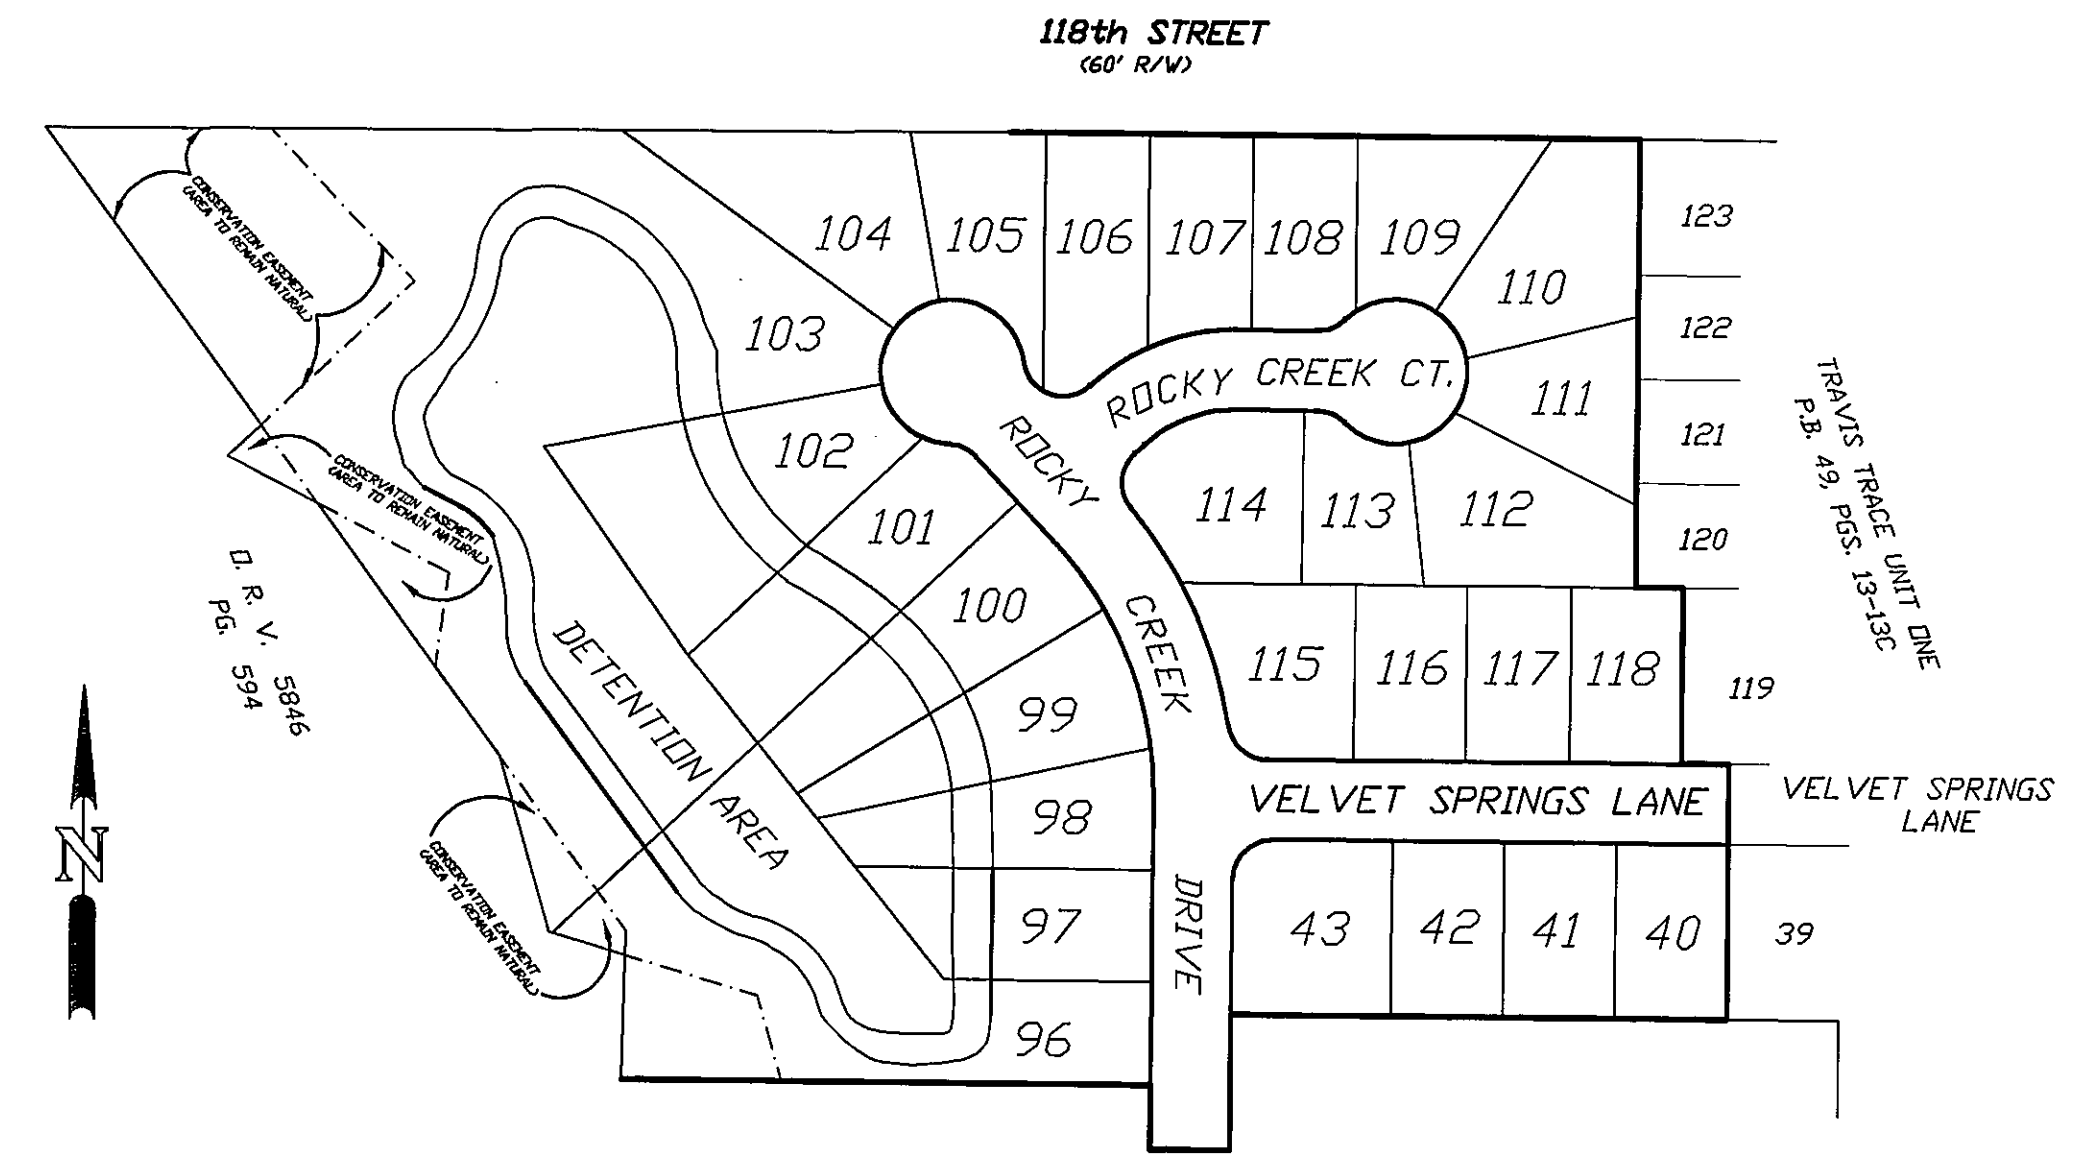 118th STREET
(60' R/W)
CONSERVATION EASEMENT
(AREA TO REMAIN NATURAL)
104
105
106
107
108
109
110
123
122
121
120
119
103
102
101
100
99
98
97
96
ROCKY CREEK CT.
111
112
113
114
ROCKY CREEK DRIVE
TRAVIS TRACE UNIT ONE
P.B. 49, PGS. 13-13C
CONSERVATION EASEMENT
(AREA TO REMAIN NATURAL)
O. R. V. 5846
PG. 594
DETENTION AREA
115
116
117
118
VELVET SPRINGS LANE
VELVET SPRINGS
LANE
N
CONSERVATION EASEMENT
(AREA TO REMAIN NATURAL)
43
42
41
40
39